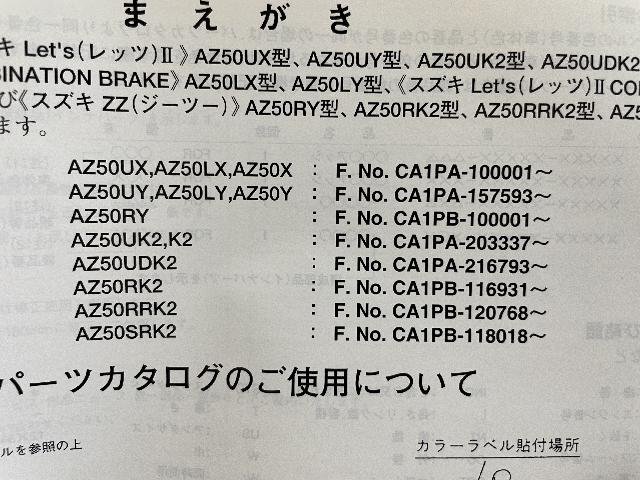 まえがき
キ Let's(レッツ)Ⅱ》AZ50UX型、AZ50UY型、AZ50UK2型、AZ50UDK2
BINATION BRAKE》AZ50LX型、AZ50LY型、《スズキ Let's(レッツ)Ⅱ CO
び《スズキ ZZ(ジーツー)》AZ50RY型、AZ50RK2型、AZ50RRK2型、AZ5
ます。
AZ50UX,AZ50LX,AZ50X : F. No. CA1PA-100001〜
AZ50UY,AZ50LY,AZ50Y : F. No. CA1PA-157593〜
AZ50RY : F. No. CA1PB-100001〜
AZ50UK2,K2 : F. No. CA1PA-203337〜
AZ50UDK2 : F. No. CA1PA-216793〜
AZ50RK2 : F. No. CA1PB-116931〜
AZ50RRK2 : F. No. CA1PB-120768〜
AZ50SRK2 : F. No. CA1PB-118018〜
パーツカタログのご使用について
ルを参照の上
カラーラベル貼付場所